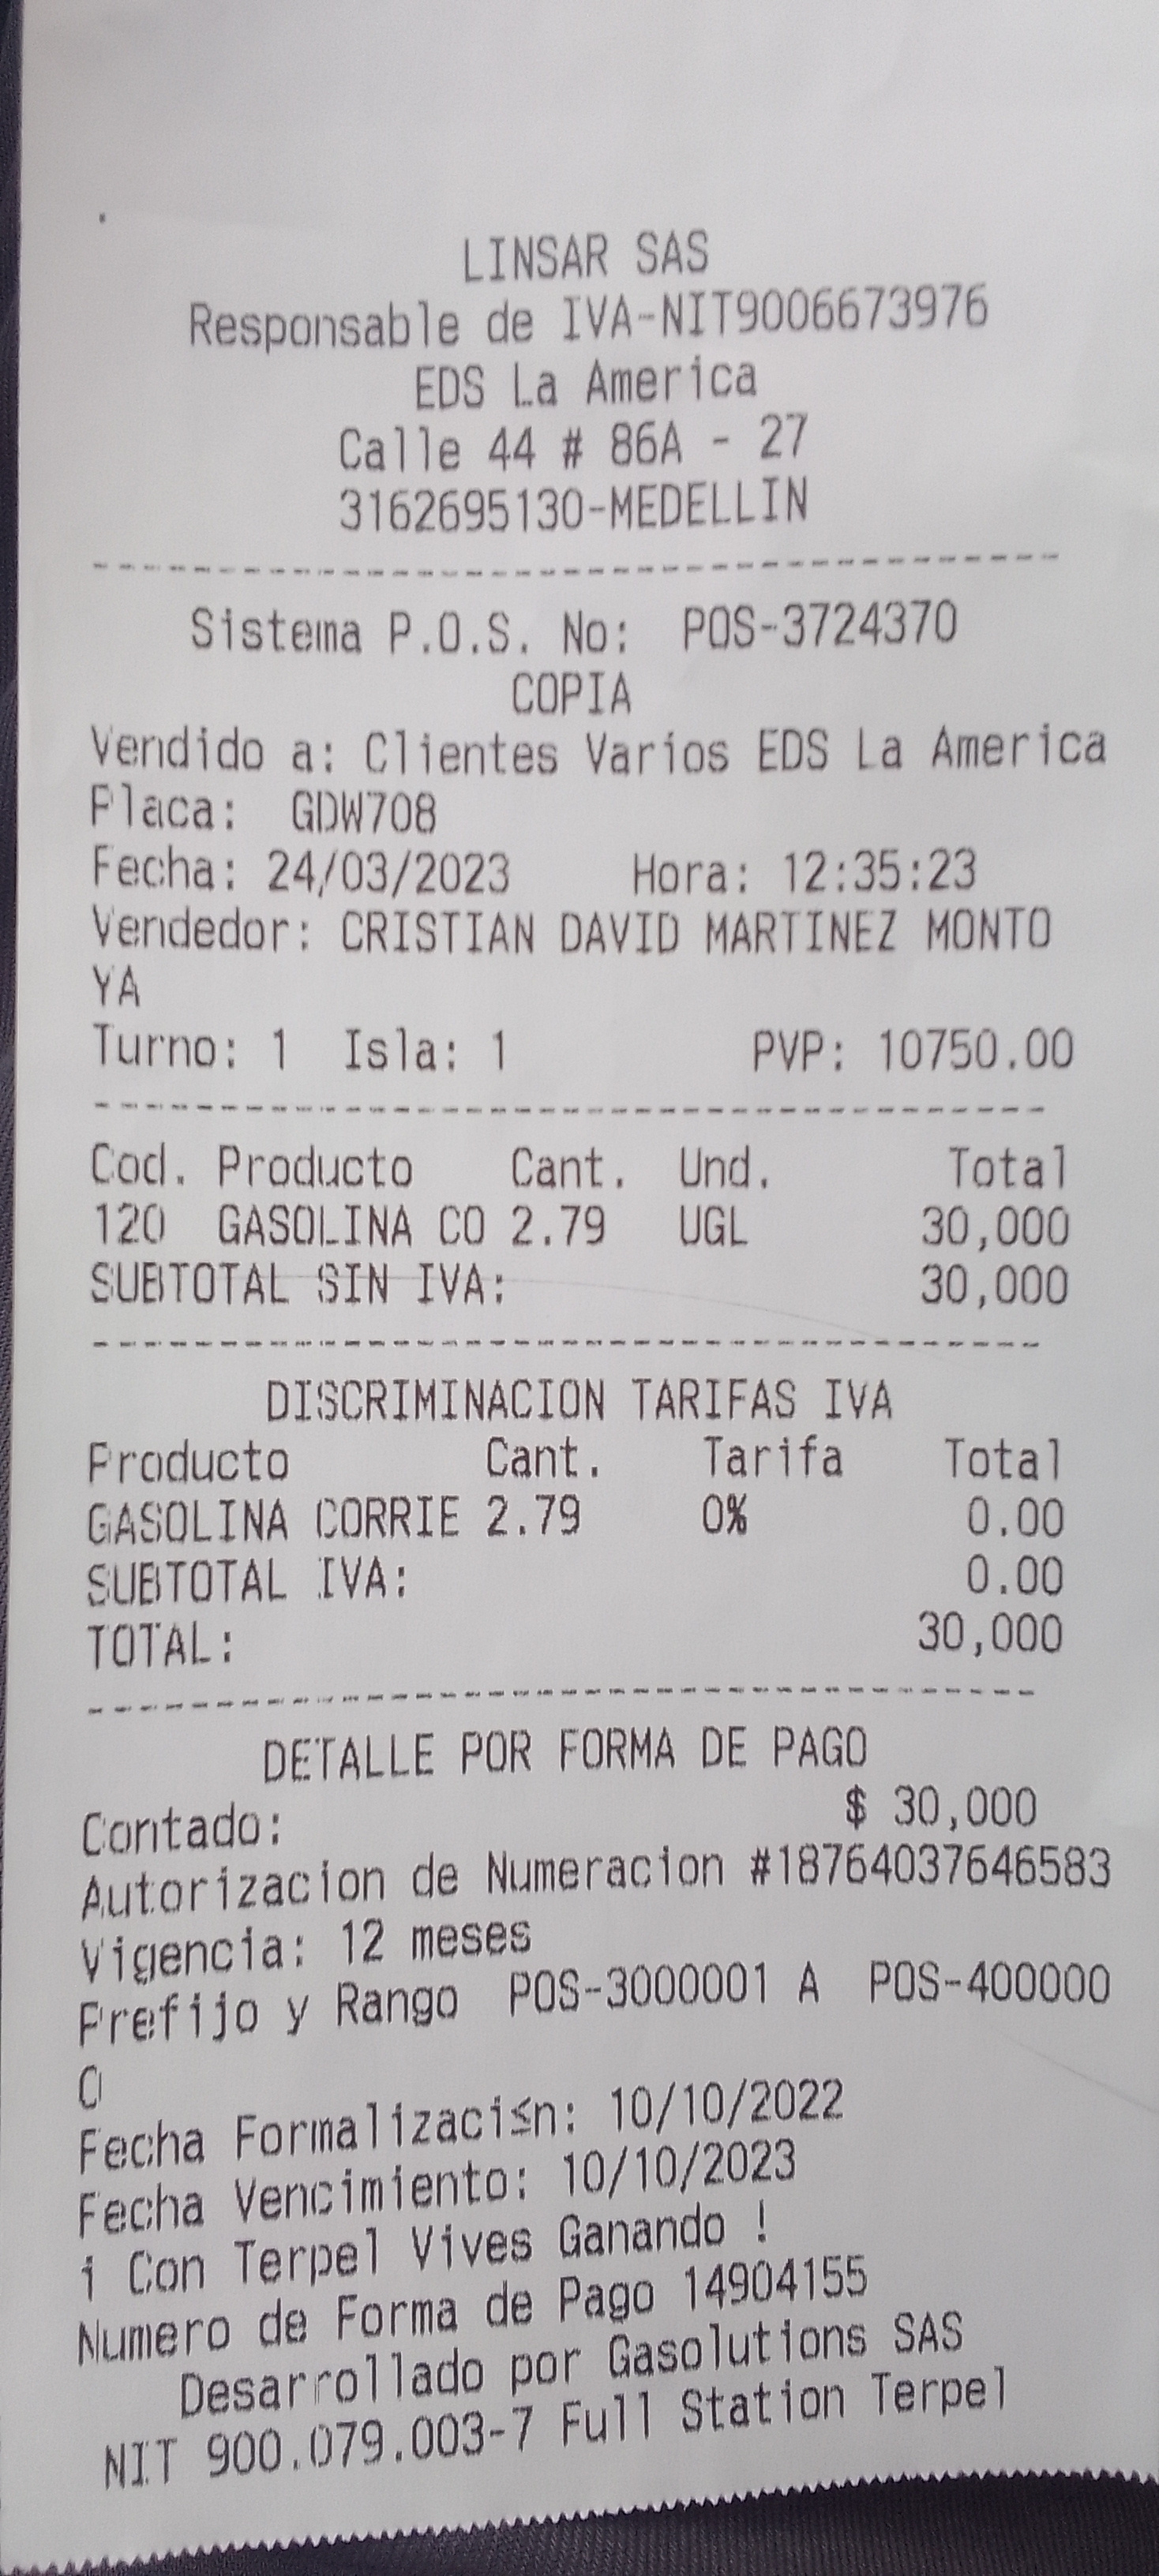 LINSAR SAS
Responsable de IVA-NIT9006673976
EDS La America
Calle 44 # 86A - 27
3162695130-MEDELLIN
----------------------------------------
Sistema P.O.S. No: POS-3724370
COPIA
Vendido a: Clientes Varios EDS La America
Placa: GDW708
Fecha: 24/03/2023 Hora: 12:35:23
Vendedor: CRISTIAN DAVID MARTINEZ MONTO
YA
Turno: 1 Isla: 1 PVP: 10750.00
----------------------------------------
Cod. Producto Cant. Und. Total
120 GASOLINA CO 2.79 UGL 30,000
SUBTOTAL SIN IVA: 30,000
----------------------------------------
DISCRIMINACION TARIFAS IVA
Producto Cant. Tarifa Total
GASOLINA CORRIE 2.79 0% 0.00
SUBTOTAL IVA: 0.00
TOTAL: 30,000
----------------------------------------
DETALLE POR FORMA DE PAGO
Contado: $ 30,000
Autorizacion de Numeracion #18764037646583
Vigencia: 12 meses
Prefijo y Rango POS-3000001 A POS-400000
0
Fecha Formalizaci≤n: 10/10/2022
Fecha Vencimiento: 10/10/2023
¡ Con Terpel Vives Ganando !
Numero de Forma de Pago 14904155
Desarrollado por Gasolutions SAS
NIT 900.079.003-7 Full Station Terpel